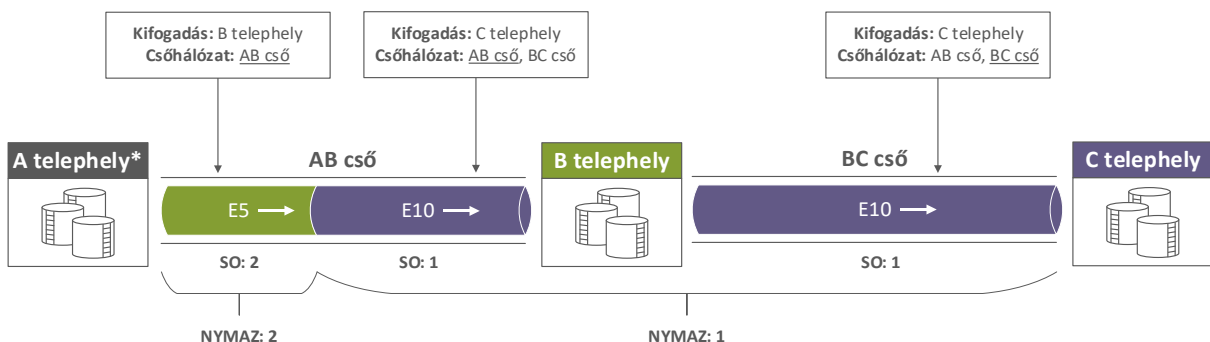 Kifogadás: B telephely
Csőhálózat: AB cső
Kifogadás: C telephely
Csőhálózat: AB cső, BC cső
Kifogadás: C telephely
Csőhálózat: AB cső, BC cső
A telephely*
AB cső
B telephely
BC cső
C telephely
E5
E10
E10
SO: 2
SO: 1
SO: 1
NYMAZ: 2
NYMAZ: 1